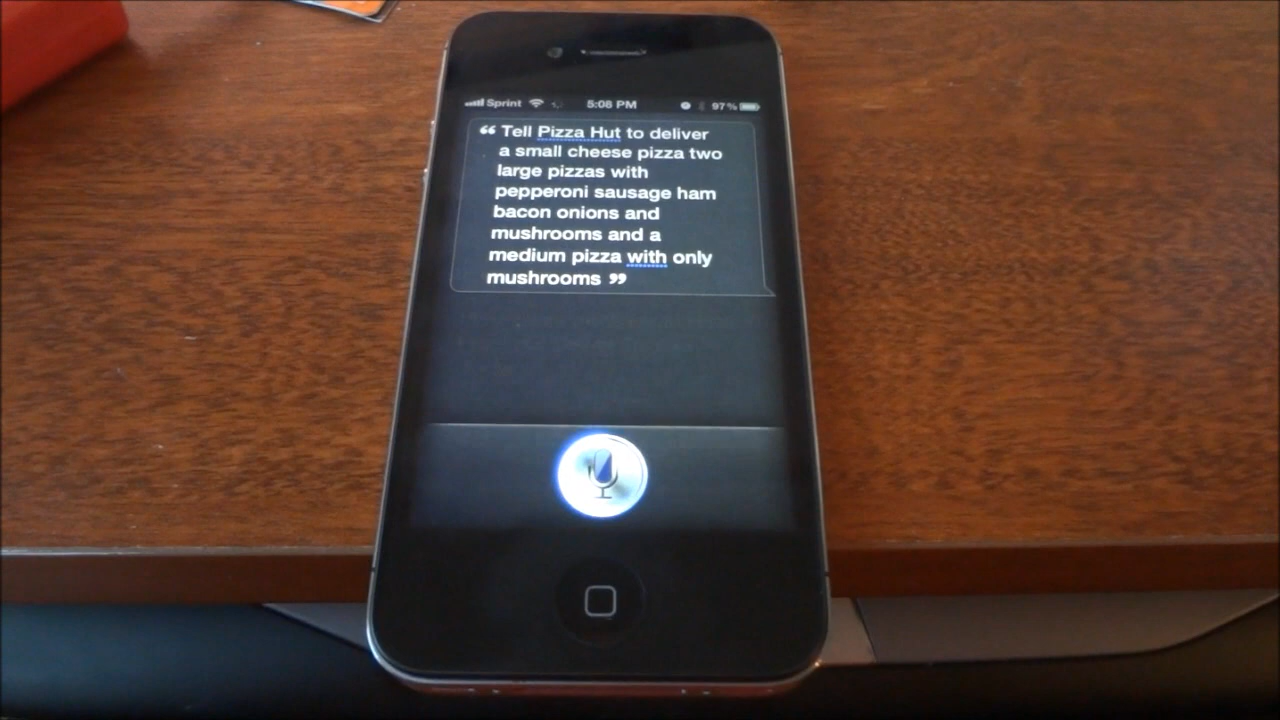 Sprint 5:08 PM 97%
“ Tell Pizza Hut to deliver
a small cheese pizza two
large pizzas with
pepperoni sausage ham
bacon onions and
mushrooms and a
medium pizza with only
mushrooms ”